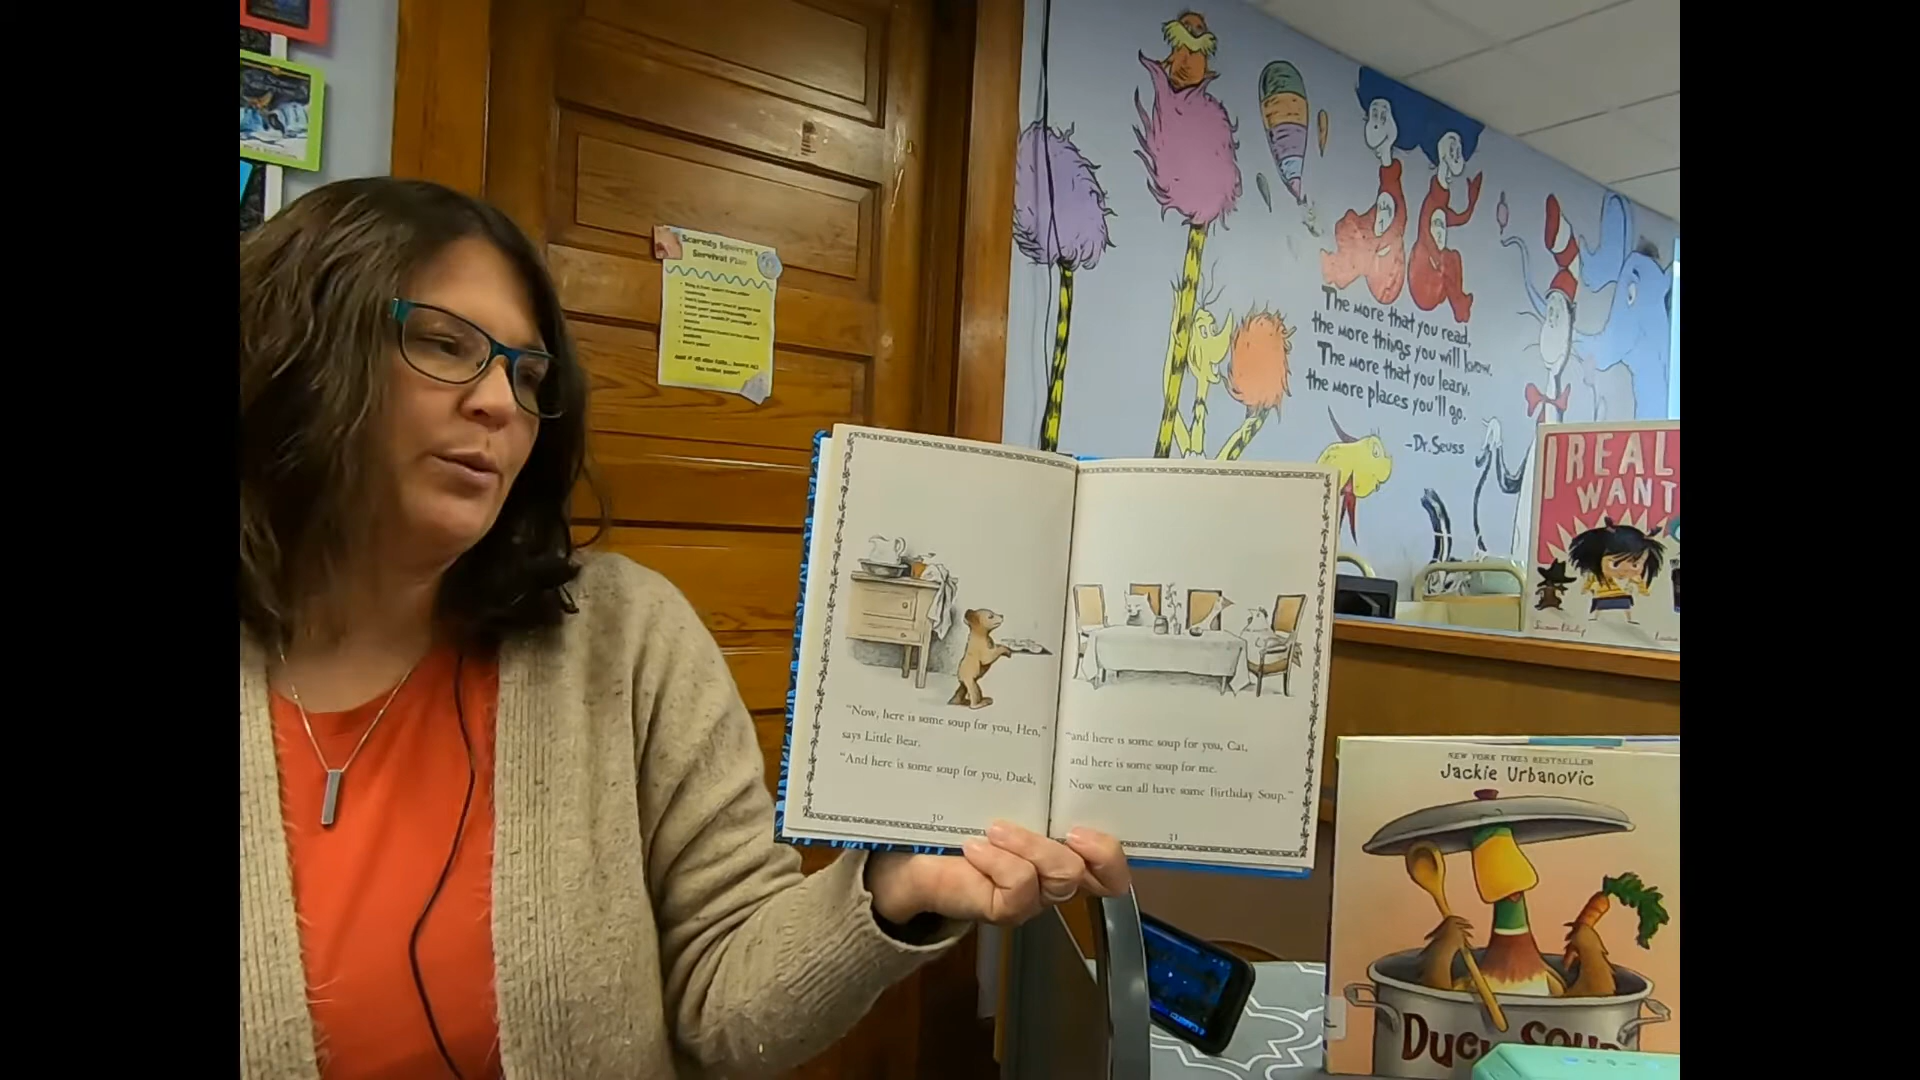 Scaredy Squirrel's
Survival Plan
The more that you read,
the more things you will know.
The more that you learn,
the more places you'll go.
-Dr. Seuss
I REAL
WANT
"Now, here is some soup for you, Hen,"
says Little Bear.
"And here is some soup for you, Duck,
30
"and here is some soup for you, Cat,
and here is some soup for me.
Now we can all have some Birthday Soup."
31
NEW YORK TIMES BESTSELLER
Jackie Urbanovic
Duck Soup